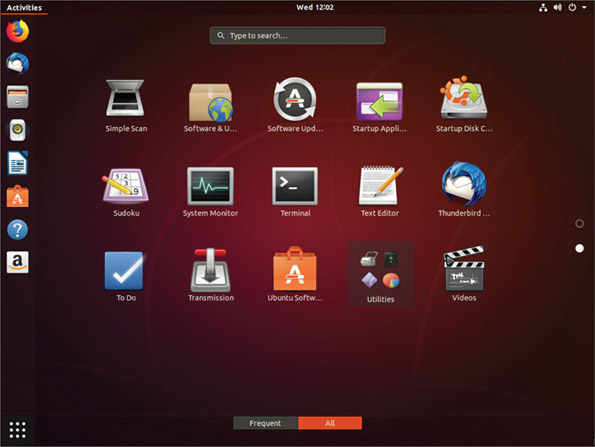 Activities
Wed 12:02
Type to search...
Simple Scan
Software & U...
Software Upd...
Startup Appli...
Startup Disk C...
Sudoku
System Monitor
Terminal
Text Editor
Thunderbird ...
To Do
Transmission
Ubuntu Softw...
Utilities
Videos
Frequent
All